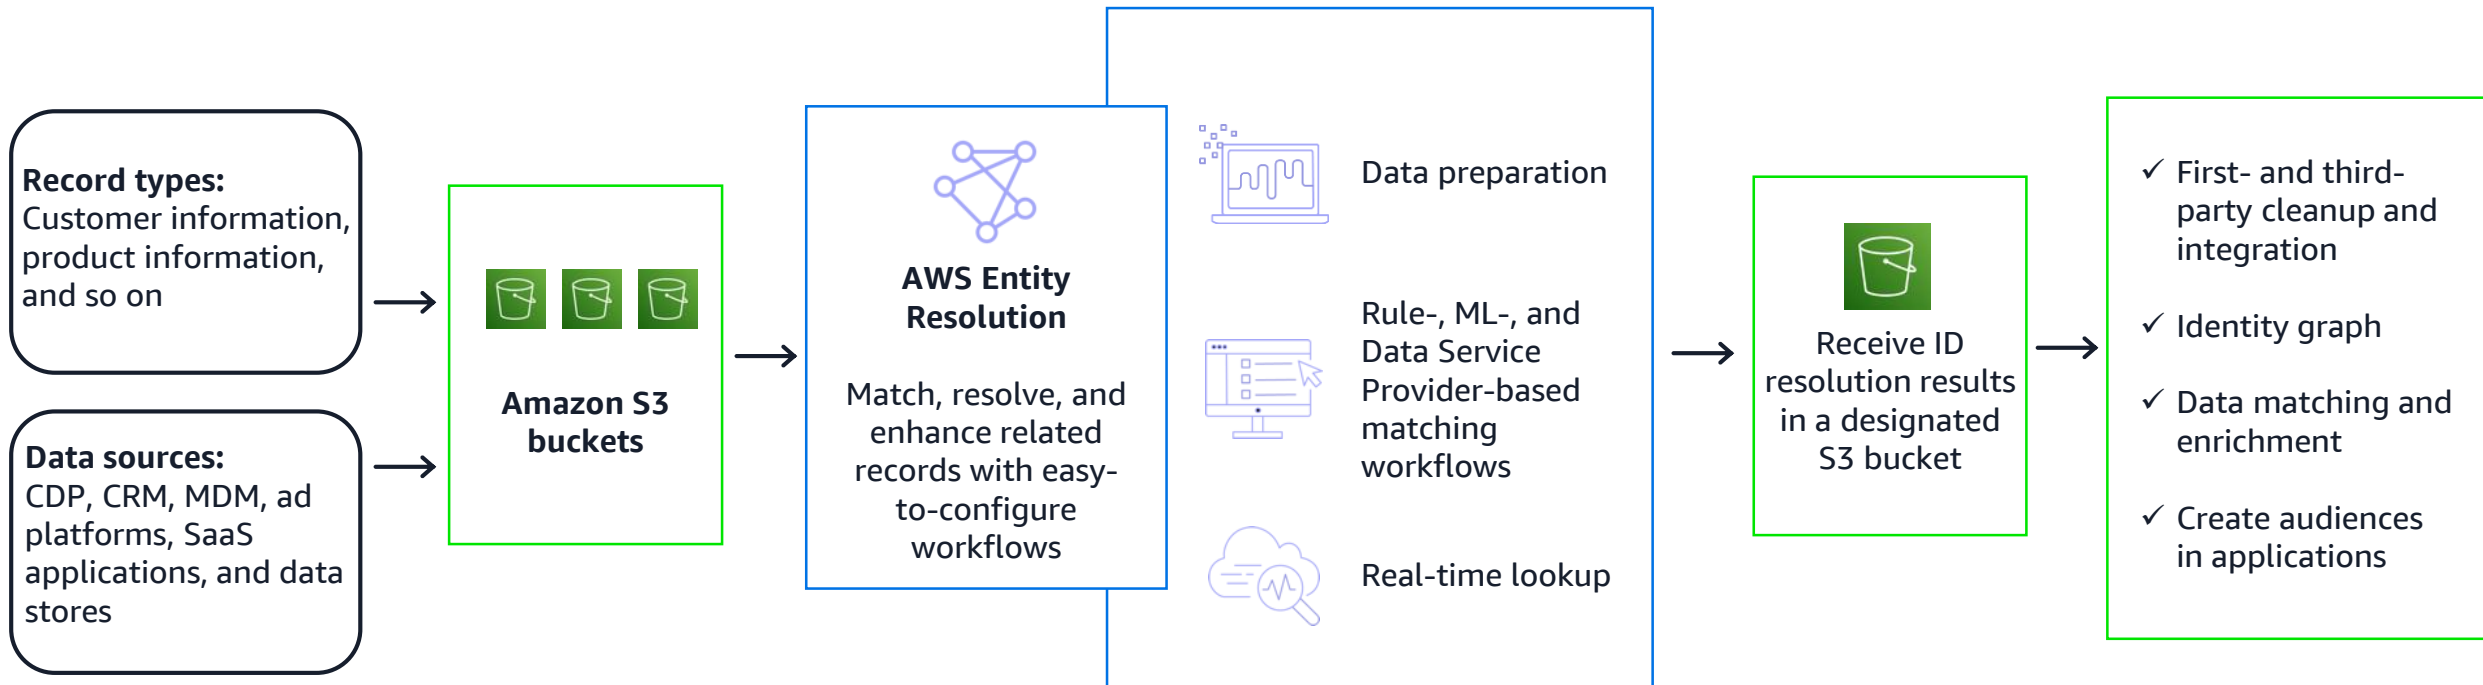 Record types:
Customer information,
product information,
and so on
Data sources:
CDP, CRM, MDM, ad
platforms, SaaS
applications, and data
stores
Amazon S3
buckets
AWS Entity
Resolution
Match, resolve, and
enhance related
records with easy-
to-configure
workflows
Data preparation
Rule-, ML-, and
Data Service
Provider-based
matching
workflows
Real-time lookup
Receive ID
resolution results
in a designated
S3 bucket
✓ First- and third-
party cleanup and
integration
✓ Identity graph
✓ Data matching and
enrichment
✓ Create audiences
in applications